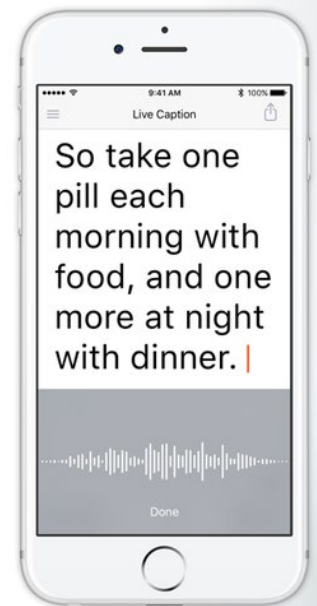 9:41 AM 100%
Live Caption
So take one
pill each
morning with
food, and one
more at night
with dinner.
Done